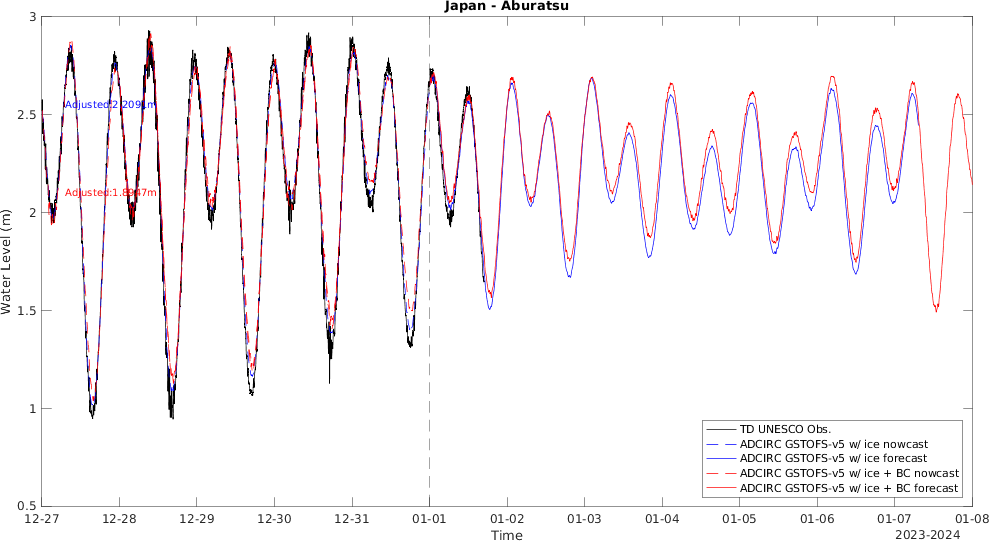 Japan - Aburatsu
3
2.5
2
1.5
1
0.5
Water Level (m)
Adjusted:2.2091m
Adjusted:1.8947m
TD UNESCO Obs.
ADCIRC GSTOFS-v5 w/ ice nowcast
ADCIRC GSTOFS-v5 w/ ice forecast
ADCIRC GSTOFS-v5 w/ ice + BC nowcast
ADCIRC GSTOFS-v5 w/ ice + BC forecast
12-27 12-28 12-29 12-30 12-31 01-01 01-02 01-03 01-04 01-05 01-06 01-07 01-08
Time
2023-2024